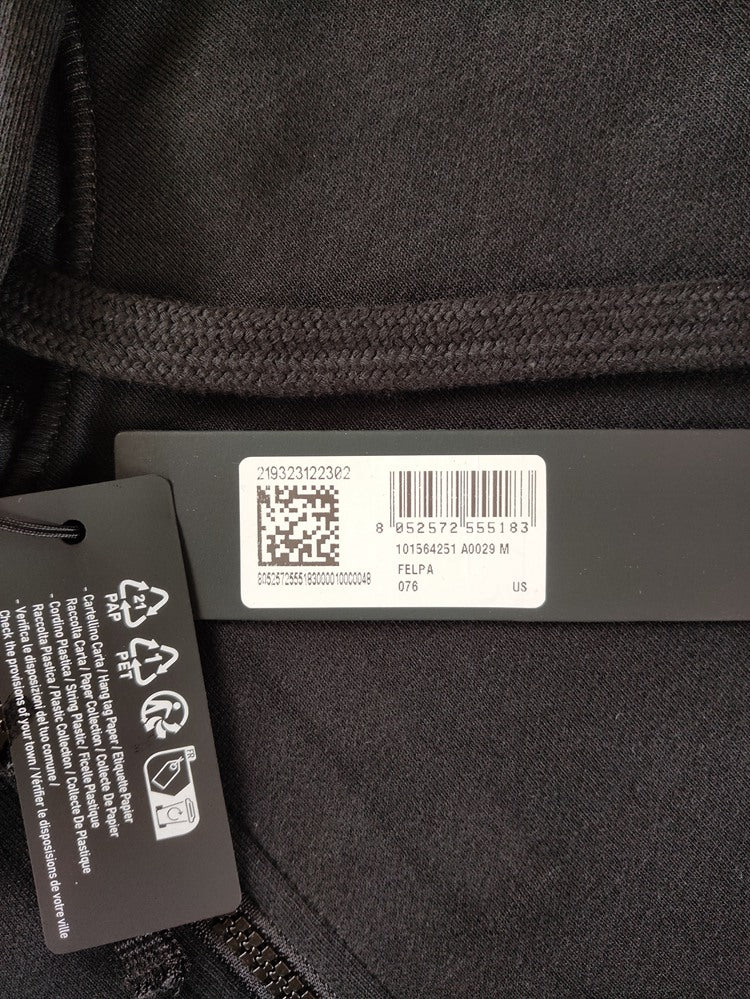 219323122302
8 052572 555183
101564251 A0029 M
FELPA
076 US
8052572555183000010000048
21
PAP
1
PET
FR
- Cartellino Carta / Hang tag Paper / Etiquette Papier
Raccolta Carta / Paper Collection / Collecte De Papier
- Cordino Plastica / String Plastic / Ficelle Plastique
Raccolta Plastica / Plastic Collection / Collecte De Plastique
- Verifica le disposizioni del tuo comune /
Check the provisions of your town / Vérifier le disposisions de votre ville